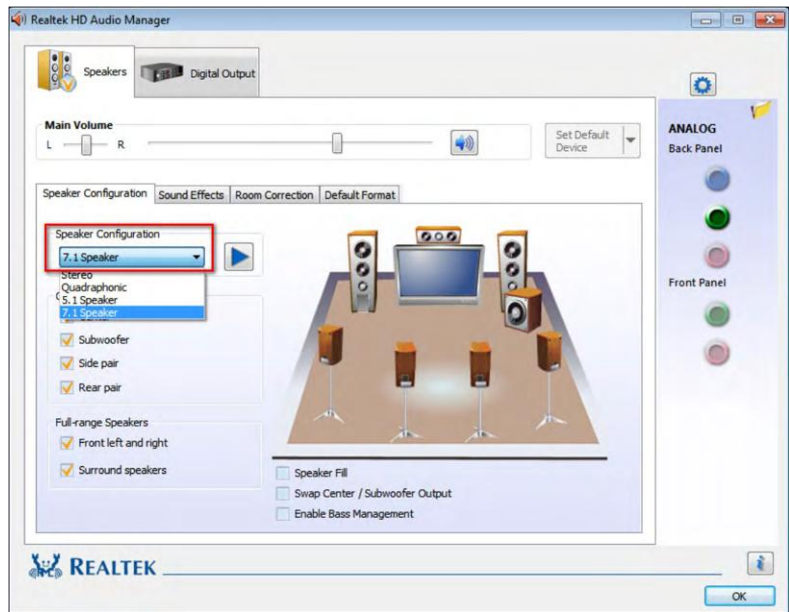 Realtek HD Audio Manager
Speakers
Digital Output
Main Volume
L R
Set Default
Device
ANALOG
Back Panel
Speaker Configuration Sound Effects Room Correction Default Format
Speaker Configuration
7.1 Speaker
Stereo
Quadraphonic
5.1 Speaker
7.1 Speaker
Front Panel
Subwoofer
Side pair
Rear pair
Full-range Speakers
Front left and right
Surround speakers
Speaker Fill
Swap Center / Subwoofer Output
Enable Bass Management
REALTEK
OK